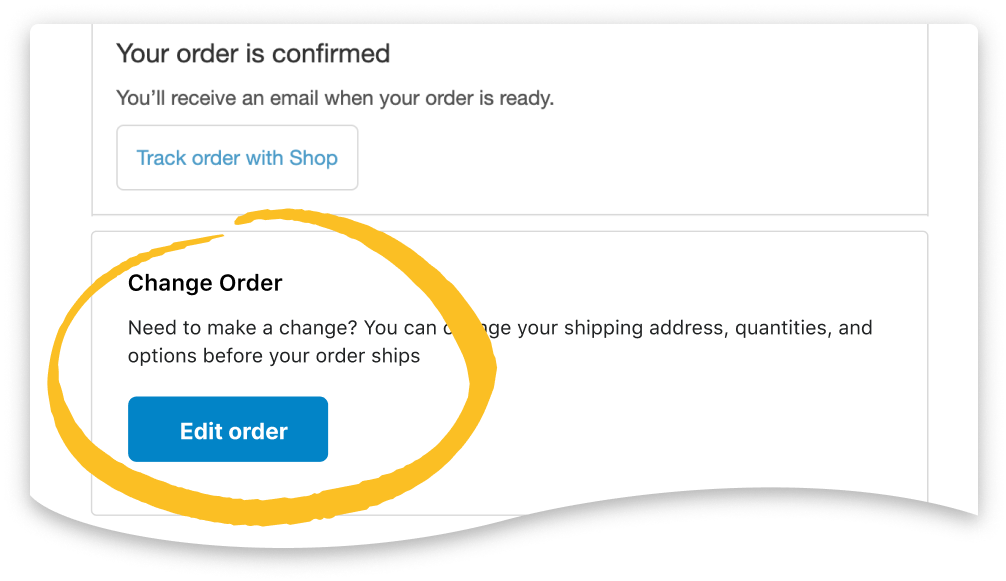 Your order is confirmed
You’ll receive an email when your order is ready.
Track order with Shop
Change Order
Need to make a change? You can change your shipping address, quantities, and
options before your order ships
Edit order